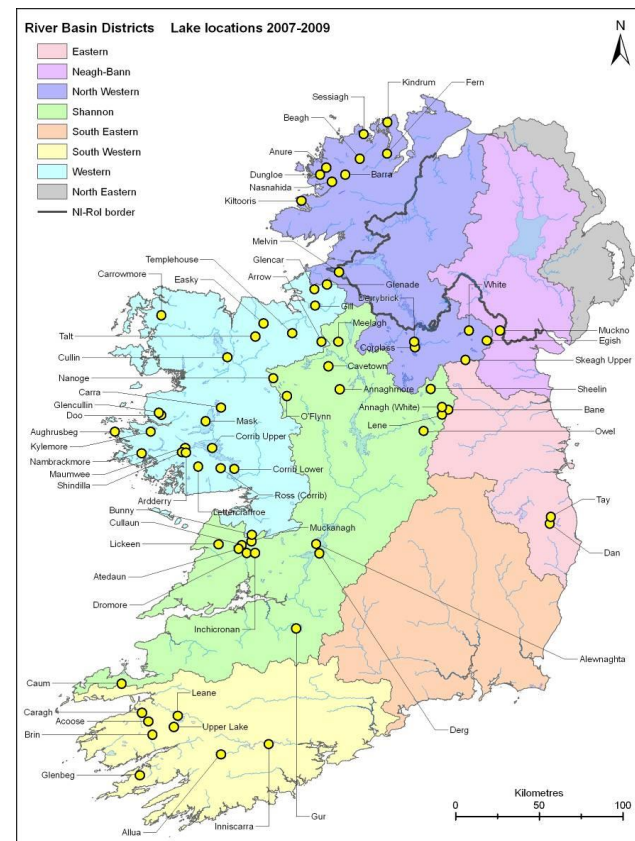 River Basin Districts Lake locations 2007-2009
N
Eastern
Neagh-Bann
North Western
Shannon
South Eastern
South Western
Western
North Eastern
NI-RoI border
Kindrum
Sessiagh
Fern
Beagh
Anure
Dungloe
Barra
Nasnahida
Kiltooris
Melvin
Templehouse
Glencar
Carrowmore
Easky
Arrow
Glenade
Derrybrick
White
Gill
Talt
Meelagh
Muckno
Egish
Cullin
Corglass
Skeagh Upper
Nanoge
Cavetown
Carra
Annaghmore
Sheelin
Glencullin
Doo
O'Flynn
Annagh (White)
Bane
Aughrusbeg
Mask
Lene
Kylemore
Corrib Upper
Owel
Nambrackmore
Maumwee
Shindilla
Corrib Lower
Tay
Ardderry
Ross (Corrib)
Bunny
Lettercraffroe
Cullaun
Muckanagh
Lickeen
Dan
Atedaun
Dromore
Inchicronan
Alewnaghta
Caum
Leane
Caragh
Acoose
Upper Lake
Derg
Brin
Glenbeg
Kilometres
0 50 100
Gur
Inniscarra
Allua